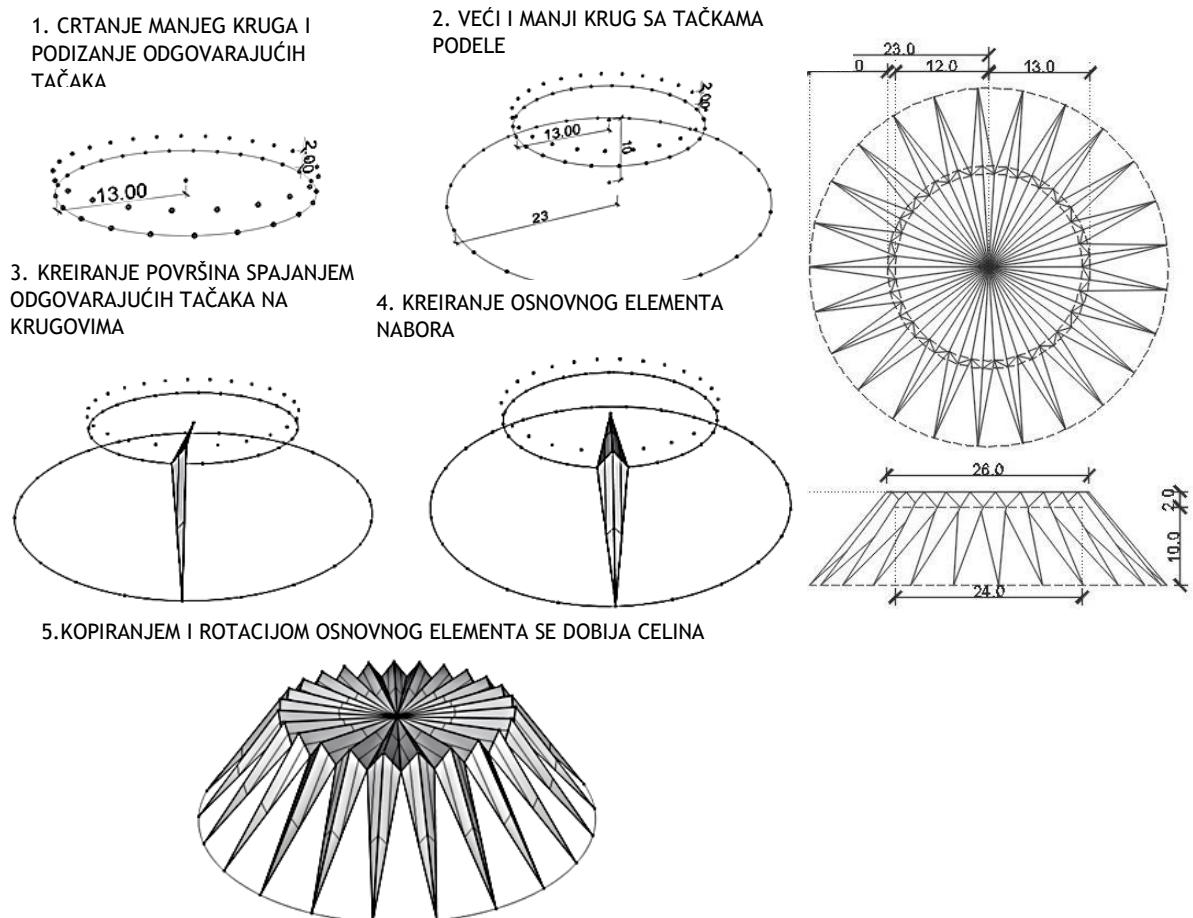 1. CRTANJE MANJEG KRUGA I
PODIZANJE ODGOVARAJUĆIH
TAČAKA
2.00
13.00
2. VEĆI I MANJI KRUG SA TAČKAMA
PODELE
2.00
13.00
10
23
23.0
0
12.0
13.0
3. KREIRANJE POVRŠINA SPAJANJEM
ODGOVARAJUĆIH TAČAKA NA
KRUGOVIMA
4. KREIRANJE OSNOVNOG ELEMENTA
NABORA
26.0
2.0
10.0
24.0
5.KOPIRANJEM I ROTACIJOM OSNOVNOG ELEMENTA SE DOBIJA CELINA